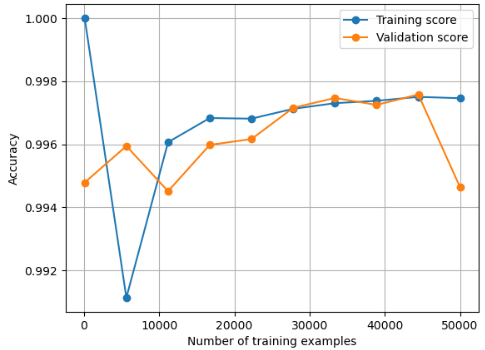 1.000
0.998
0.996
0.994
0.992
Accuracy
Training score
Validation score
0 10000 20000 30000 40000 50000
Number of training examples